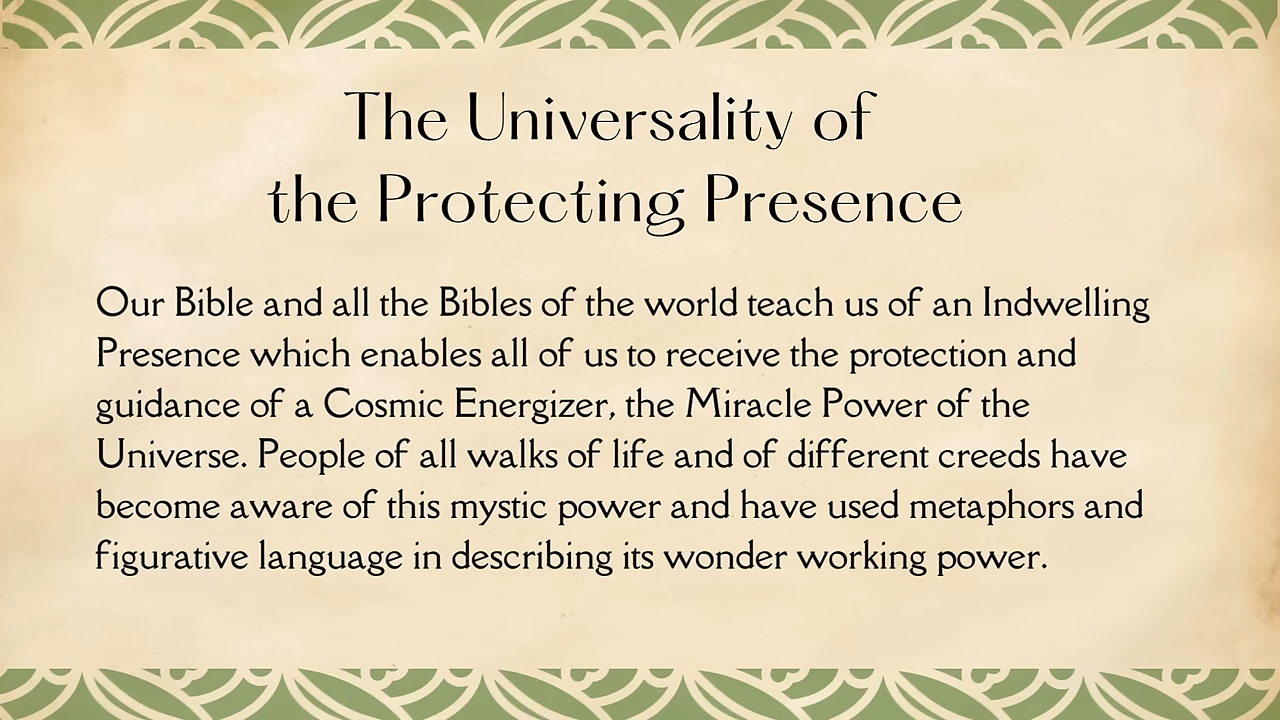 The Universality of
the Protecting Presence
Our Bible and all the Bibles of the world teach us of an Indwelling
Presence which enables all of us to receive the protection and
guidance of a Cosmic Energizer, the Miracle Power of the
Universe. People of all walks of life and of different creeds have
become aware of this mystic power and have used metaphors and
figurative language in describing its wonder working power.